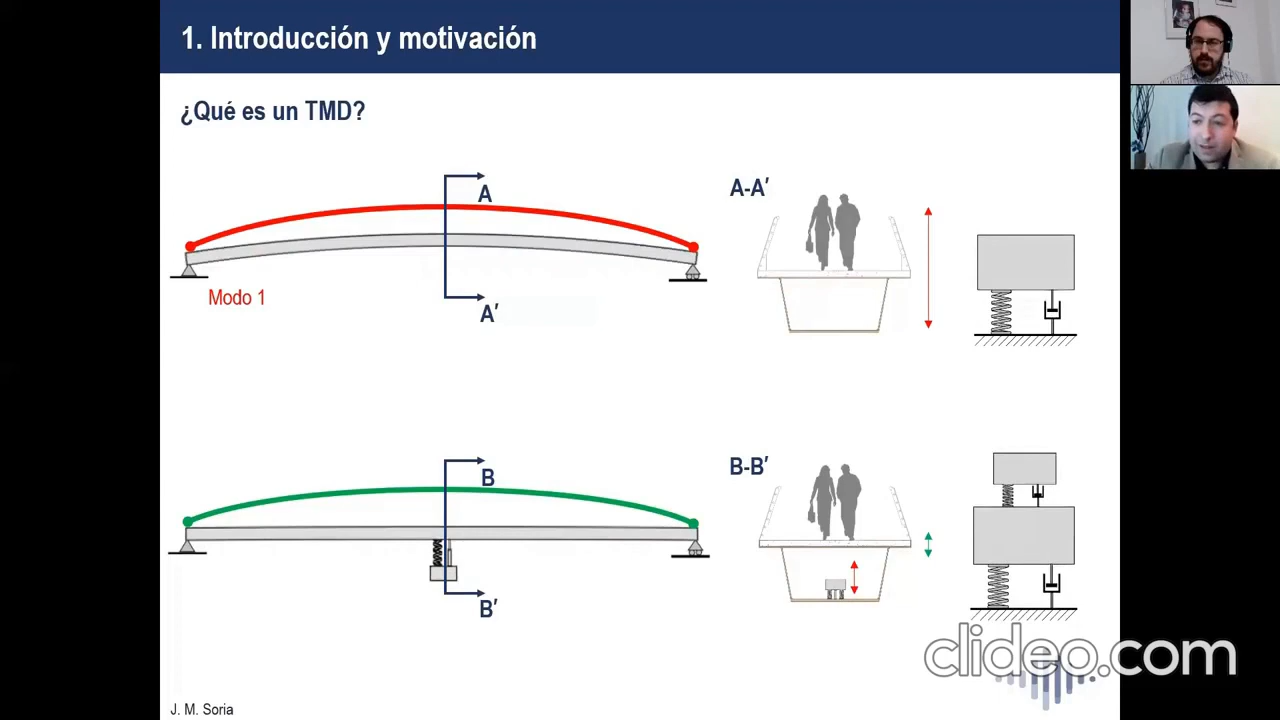 1. Introducción y motivación
¿Qué es un TMD?
A
A-A′
Modo 1
A′
B
B-B′
B′
clideo.com
J. M. Soria